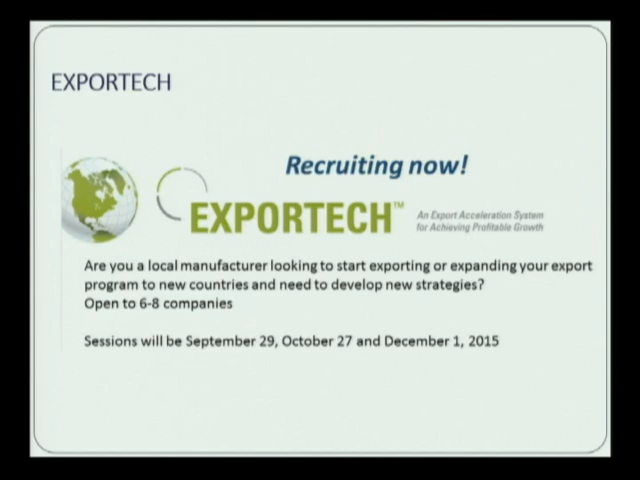 EXPORTECH
Recruiting now!
EXPORTECH™
An Export Acceleration System
for Achieving Profitable Growth
Are you a local manufacturer looking to start exporting or expanding your export
program to new countries and need to develop new strategies?
Open to 6-8 companies
Sessions will be September 29, October 27 and December 1, 2015